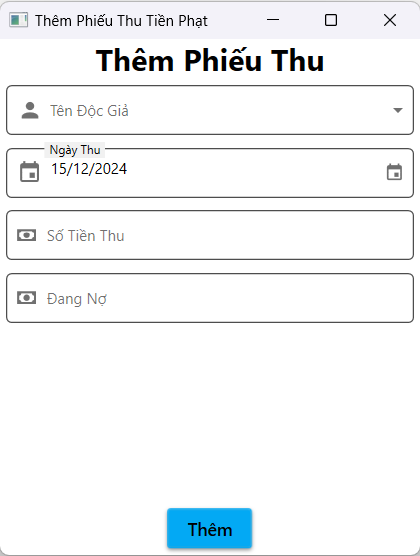 Thêm Phiếu Thu Tiền Phạt
Thêm Phiếu Thu
Tên Độc Giả
Ngày Thu
15/12/2024
Số Tiền Thu
Đang Nợ
Thêm